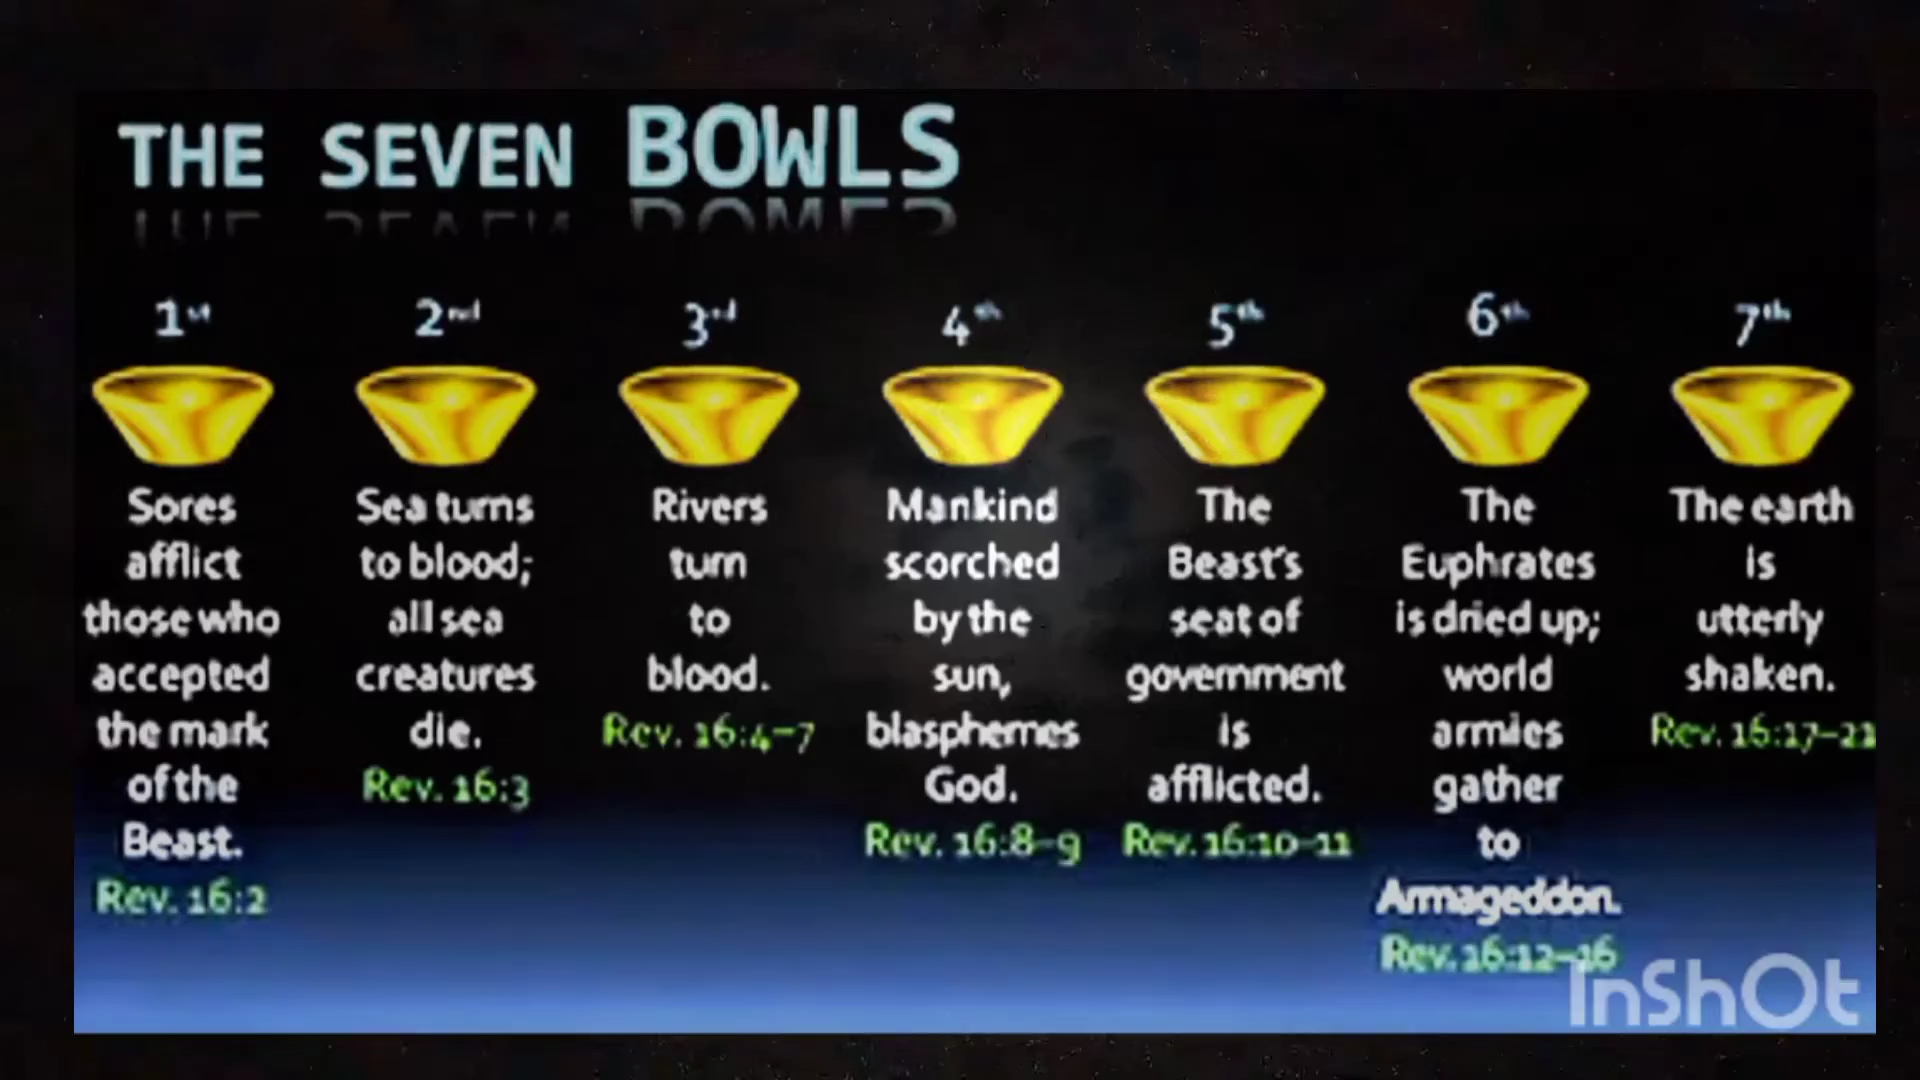 THE SEVEN BOWLS
1st
Sores
afflict
those who
accepted
the mark
of the
Beast.
Rev. 16:2
2nd
Sea turns
to blood;
all sea
creatures
die.
Rev. 16:3
3rd
Rivers
turn
to
blood.
Rev. 16:4–7
4th
Mankind
scorched
by the
sun,
blasphemes
God.
Rev. 16:8–9
5th
The
Beast's
seat of
government
is
afflicted.
Rev. 16:10–11
6th
The
Euphrates
is dried up;
world
armies
gather
to
Armageddon.
Rev. 16:12–16
7th
The earth
is
utterly
shaken.
Rev. 16:17–21
InShOt